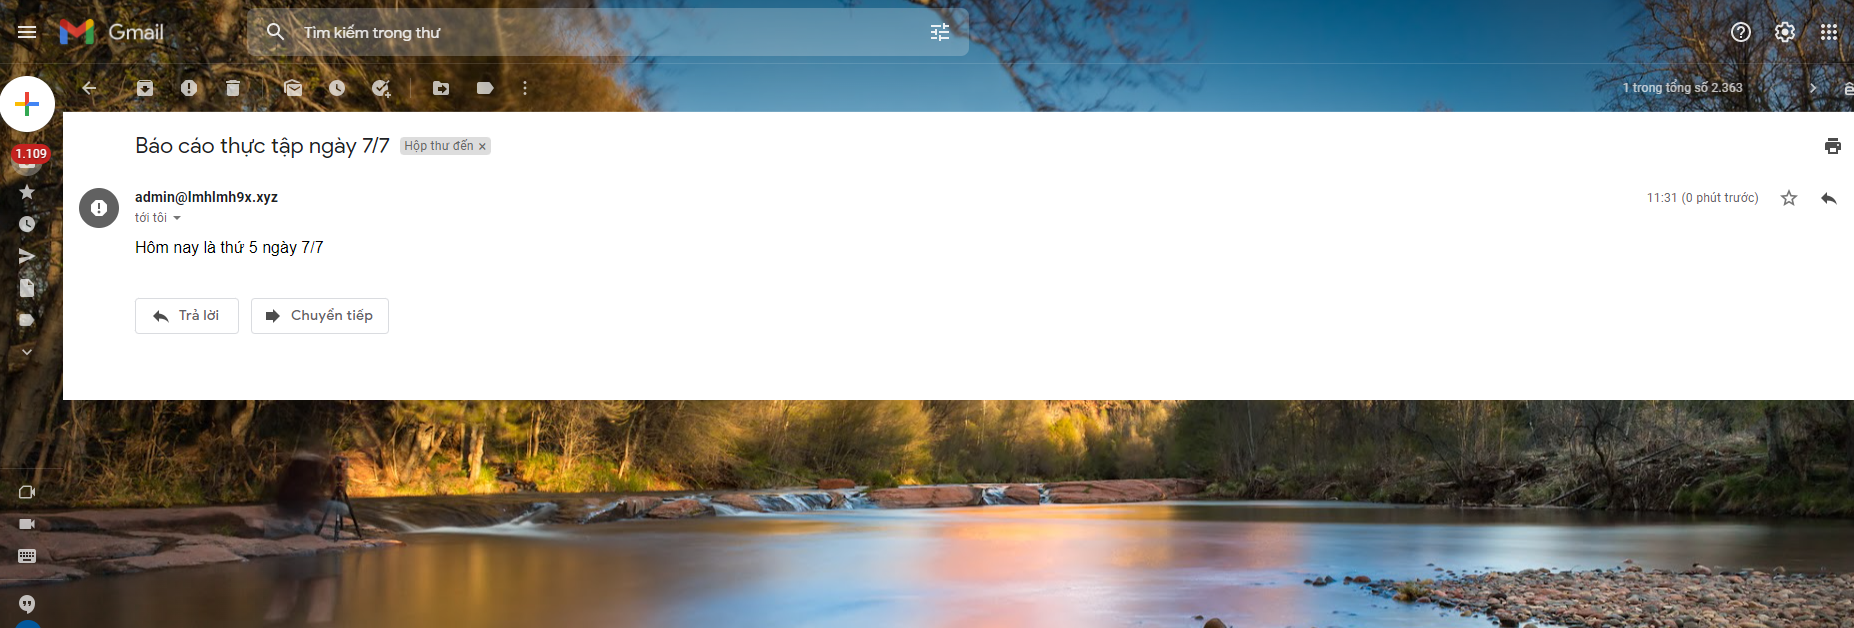 Gmail
Tìm kiếm trong thư
1 trong tổng số 2.363
1.109
Báo cáo thực tập ngày 7/7 Hộp thư đến ×
admin@lmhlmh9x.xyz
11:31 (0 phút trước)
tới tôi
Hôm nay là thứ 5 ngày 7/7
Trả lời
Chuyển tiếp